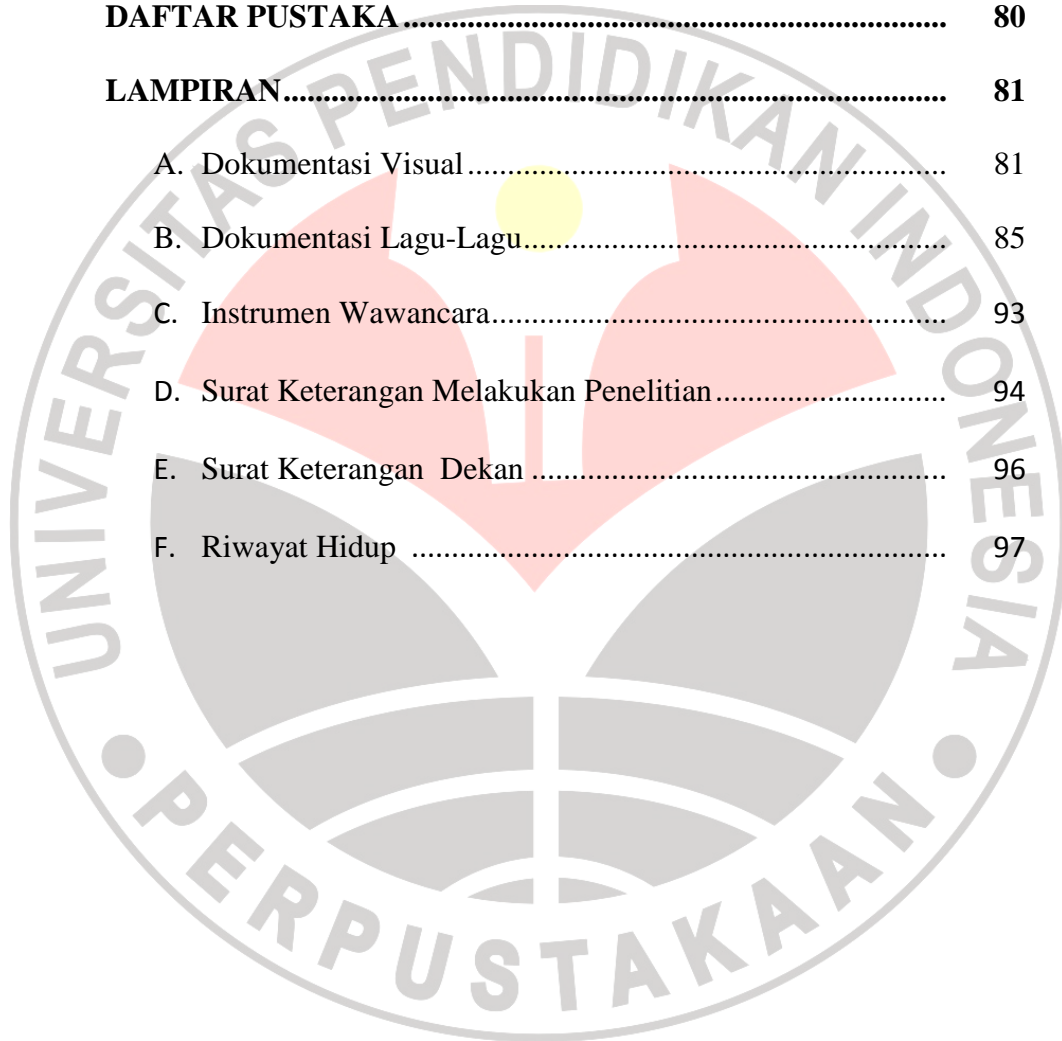 DAFTAR PUSTAKA ........................................................................ 80
LAMPIRAN ........................................................................ 81
A. Dokumentasi Visual ........................................................................ 81
B. Dokumentasi Lagu-Lagu ........................................................................ 85
C. Instrumen Wawancara ........................................................................ 93
D. Surat Keterangan Melakukan Penelitian ........................................................................ 94
E. Surat Keterangan Dekan ........................................................................ 96
F. Riwayat Hidup ........................................................................ 97
UNIVERSITAS PENDIDIKAN INDONESIA
PERPUSTAKAAN